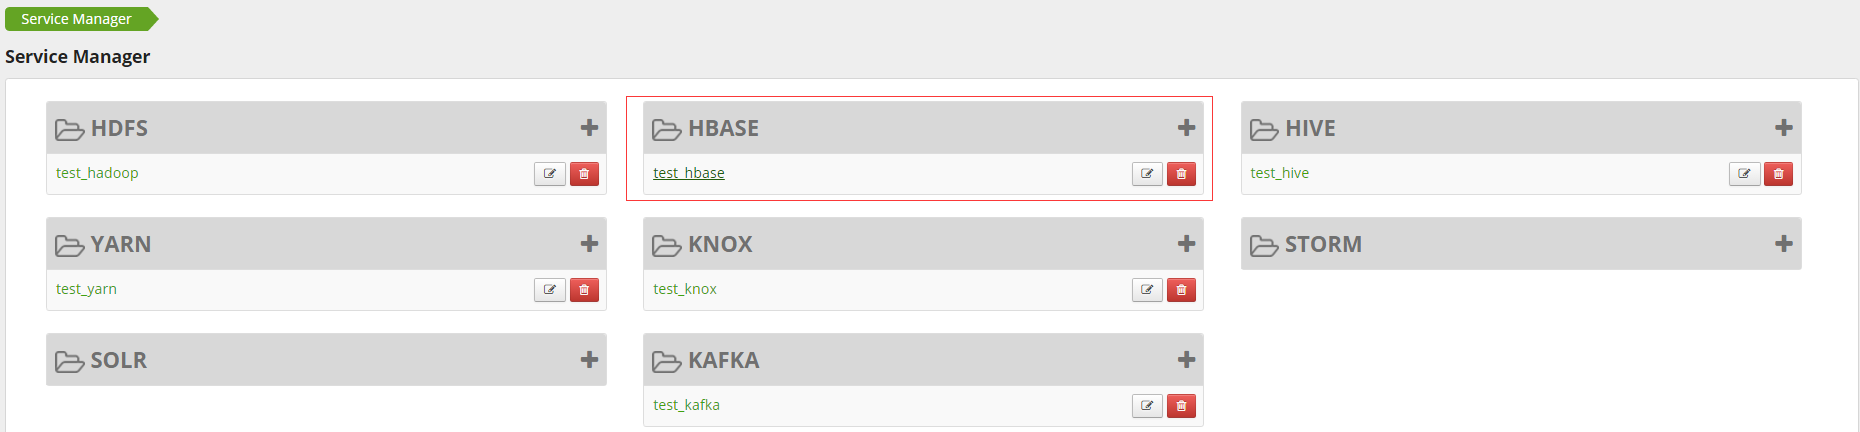 Service Manager
Service Manager
HDFS
test_hadoop
HBASE
test_hbase
HIVE
test_hive
YARN
test_yarn
KNOX
test_knox
STORM
SOLR
KAFKA
test_kafka